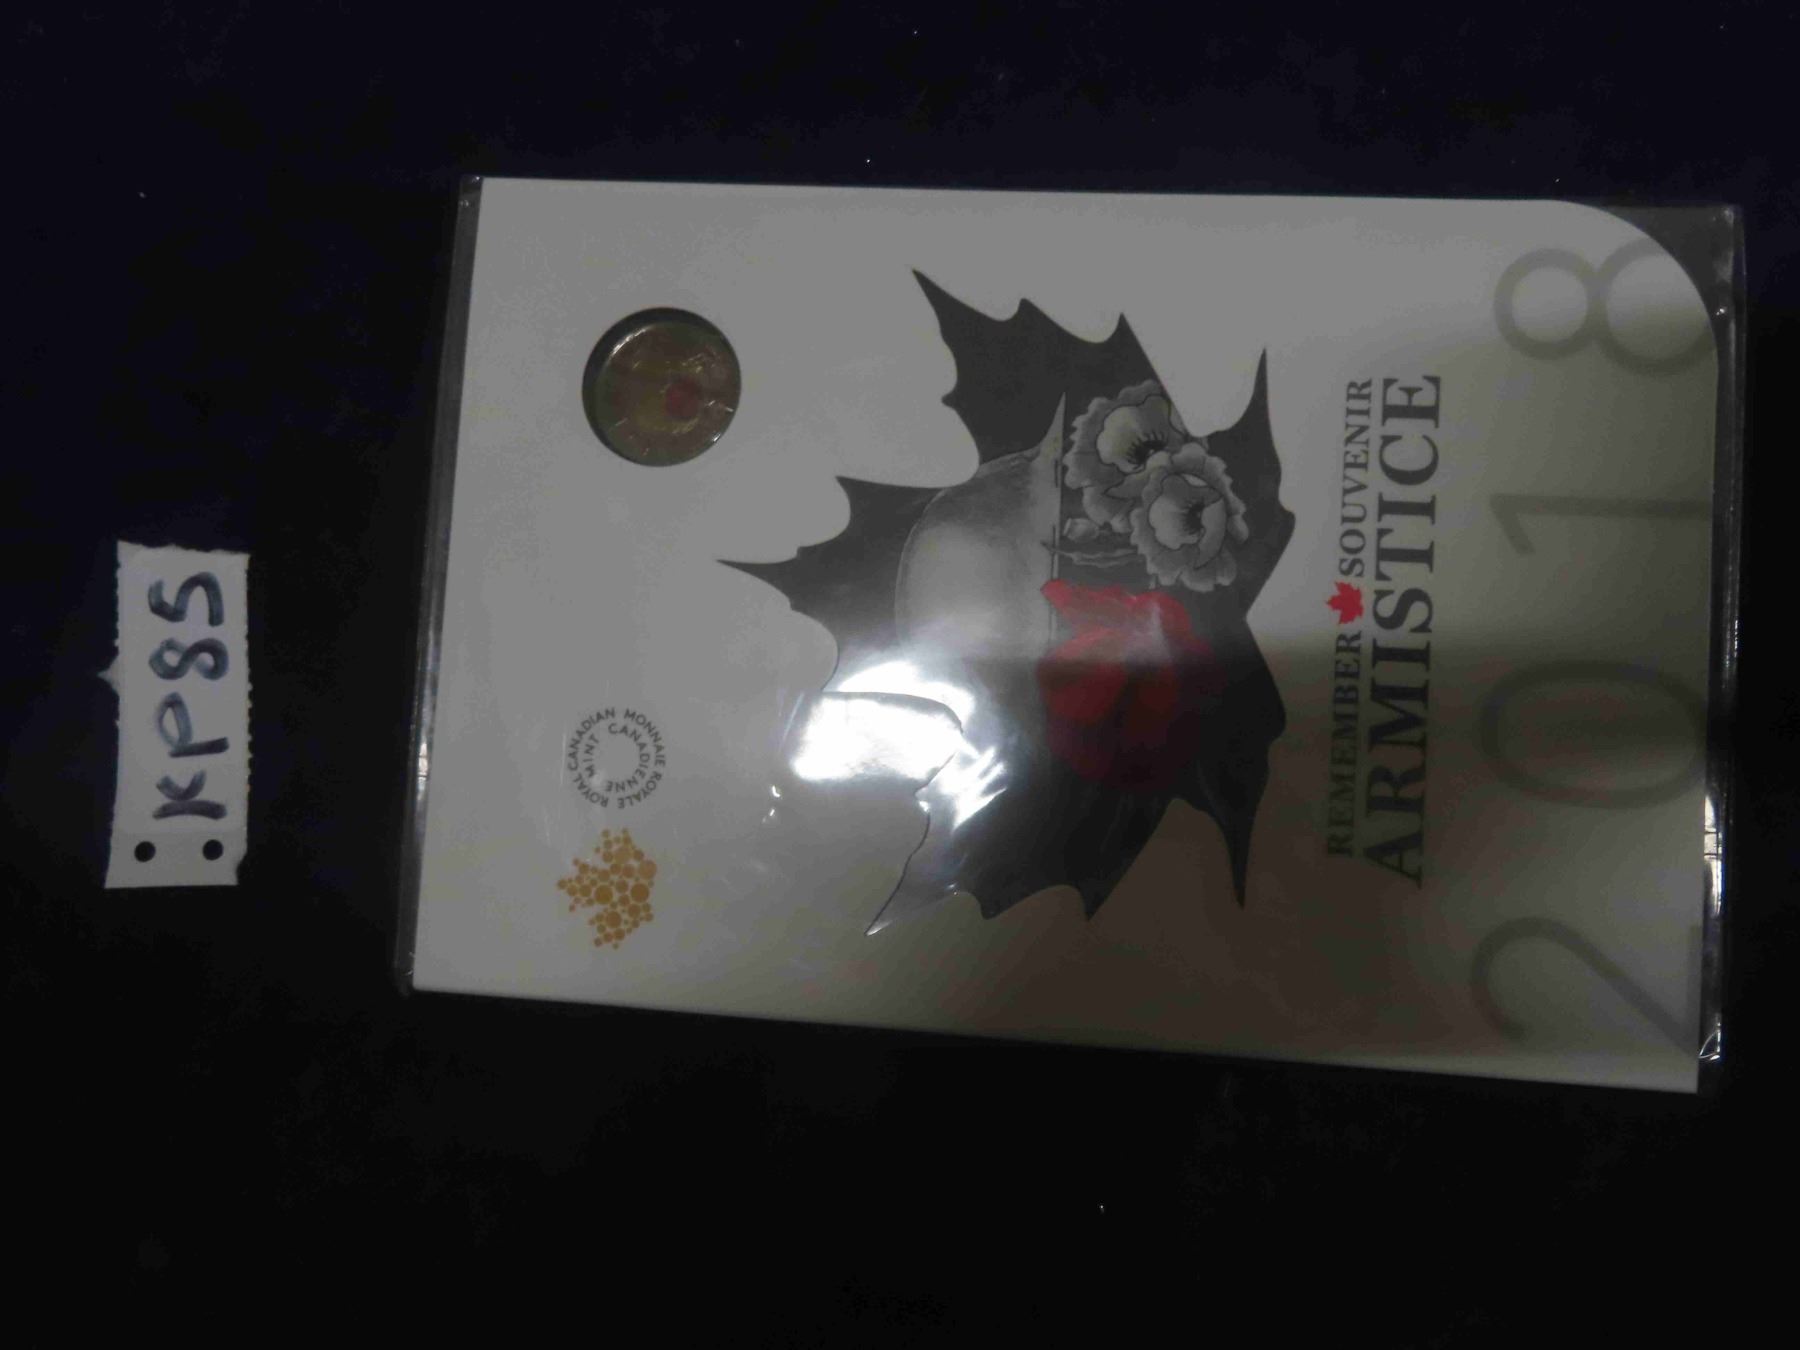 KP85
2018
REMEMBER SOUVENIR
ARMISTICE
ROYAL CANADIAN MINT
MONNAIE ROYALE CANADIENNE